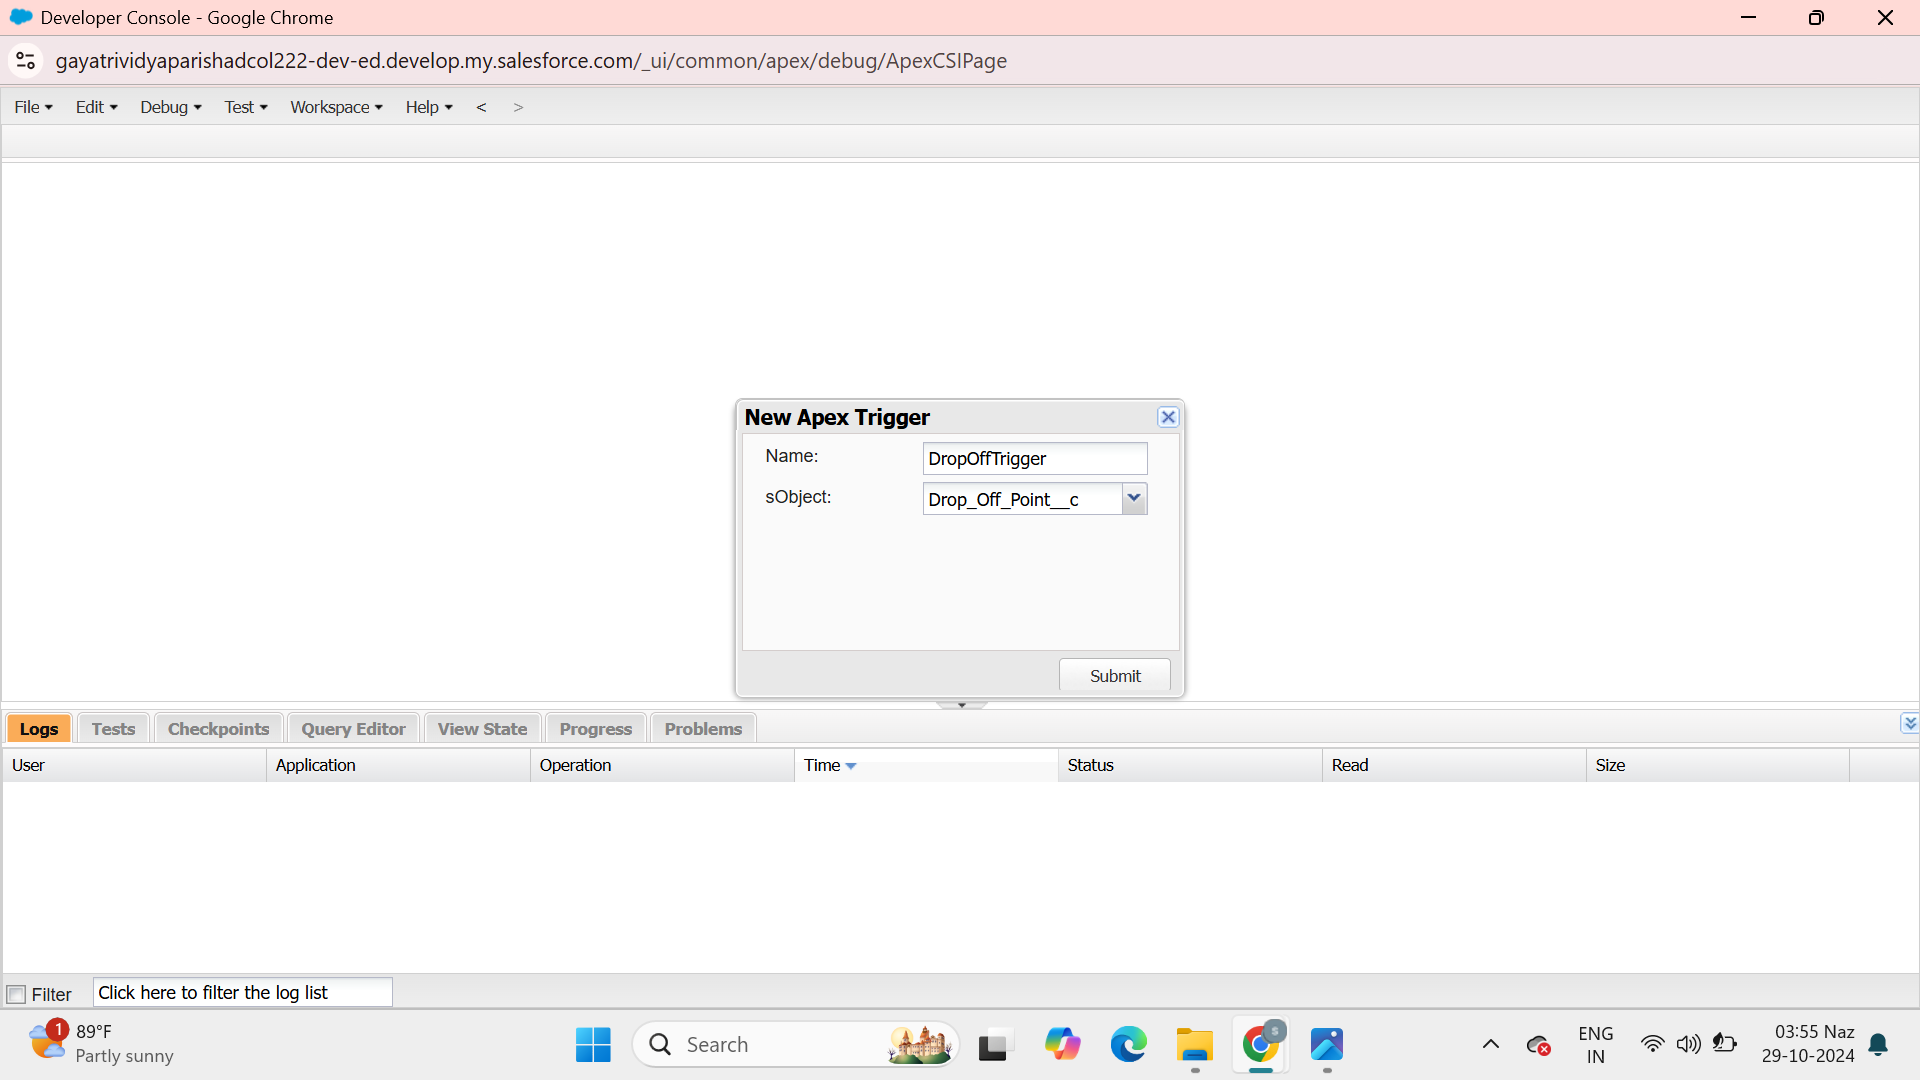 Developer Console - Google Chrome
gayatrividyaparishadcol222-dev-ed.develop.my.salesforce.com/_ui/common/apex/debug/ApexCSIPage
File Edit Debug Test Workspace Help < >
New Apex Trigger
Name: DropOffTrigger
sObject: Drop_Off_Point__c
Submit
Logs Tests Checkpoints Query Editor View State Progress Problems
User Application Operation Time Status Read Size
Filter Click here to filter the log list
1 89°F
Partly sunny
Search
S
ENG
IN
03:55 Naz
29-10-2024